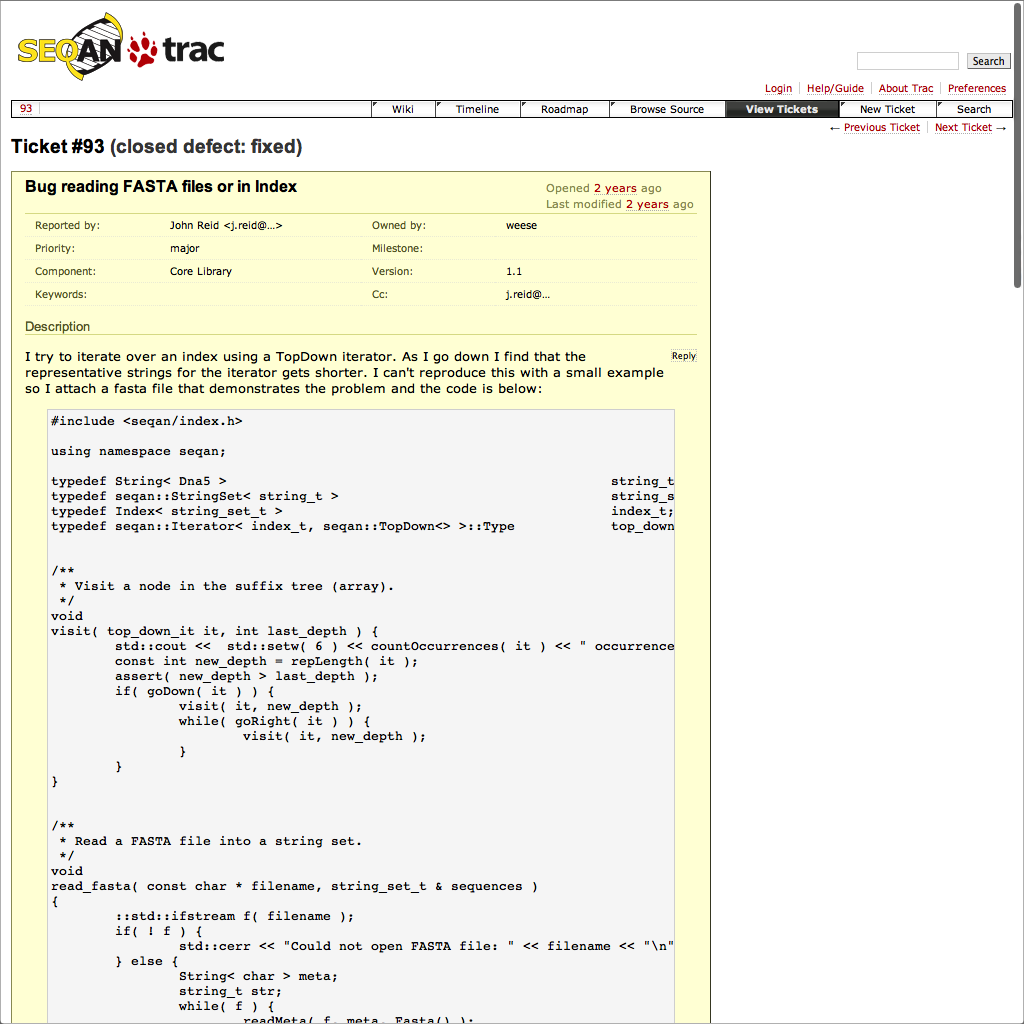 SEQAN trac
Search
Login Help/Guide About Trac Preferences
93 Wiki Timeline Roadmap Browse Source View Tickets New Ticket Search
← Previous Ticket Next Ticket →
Ticket #93 (closed defect: fixed)
Bug reading FASTA files or in Index
Opened 2 years ago
Last modified 2 years ago
Reported by: John Reid <j.reid@...> Owned by: weese
Priority: major Milestone:
Component: Core Library Version: 1.1
Keywords: Cc: j.reid@...
Description
Reply
I try to iterate over an index using a TopDown iterator. As I go down I find that the
representative strings for the iterator gets shorter. I can't reproduce this with a small example
so I attach a fasta file that demonstrates the problem and the code is below:
#include <seqan/index.h>
using namespace seqan;
typedef String< Dna5 > string_t
typedef seqan::StringSet< string_t > string_s
typedef Index< string_set_t > index_t;
typedef seqan::Iterator< index_t, seqan::TopDown<> >::Type top_down
/**
* Visit a node in the suffix tree (array).
*/
void
visit( top_down_it it, int last_depth ) {
std::cout << std::setw( 6 ) << countOccurrences( it ) << " occurrence
const int new_depth = repLength( it );
assert( new_depth > last_depth );
if( goDown( it ) ) {
visit( it, new_depth );
while( goRight( it ) ) {
visit( it, new_depth );
}
}
}
/**
* Read a FASTA file into a string set.
*/
void
read_fasta( const char * filename, string_set_t & sequences )
{
::std::ifstream f( filename );
if( ! f ) {
std::cerr << "Could not open FASTA file: " << filename << "\n"
} else {
String< char > meta;
string_t str;
while( f ) {
readMeta( f, meta, Fasta() );